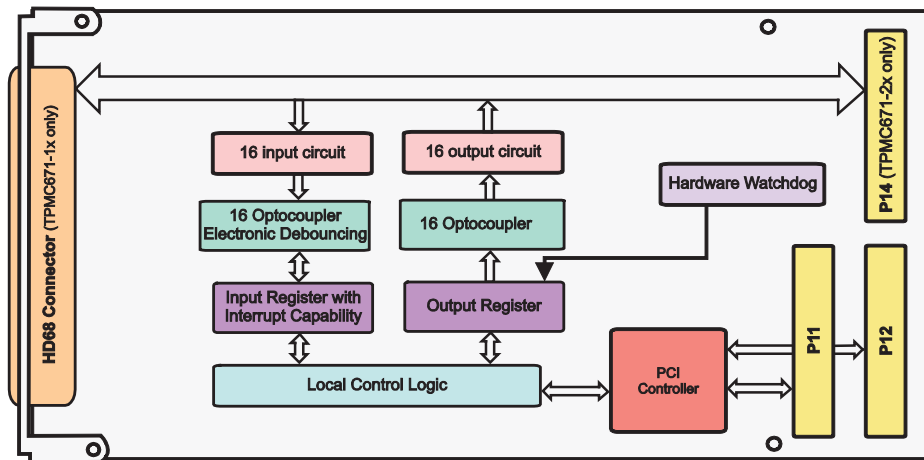 HD68 Connector (TPMC671-1x only)
16 input circuit
16 output circuit
P14 (TPMC671-2x only)
Hardware Watchdog
16 Optocoupler
Electronic Debouncing
16 Optocoupler
Input Register with
Interrupt Capability
Output Register
P11
P12
Local Control Logic
PCI
Controller